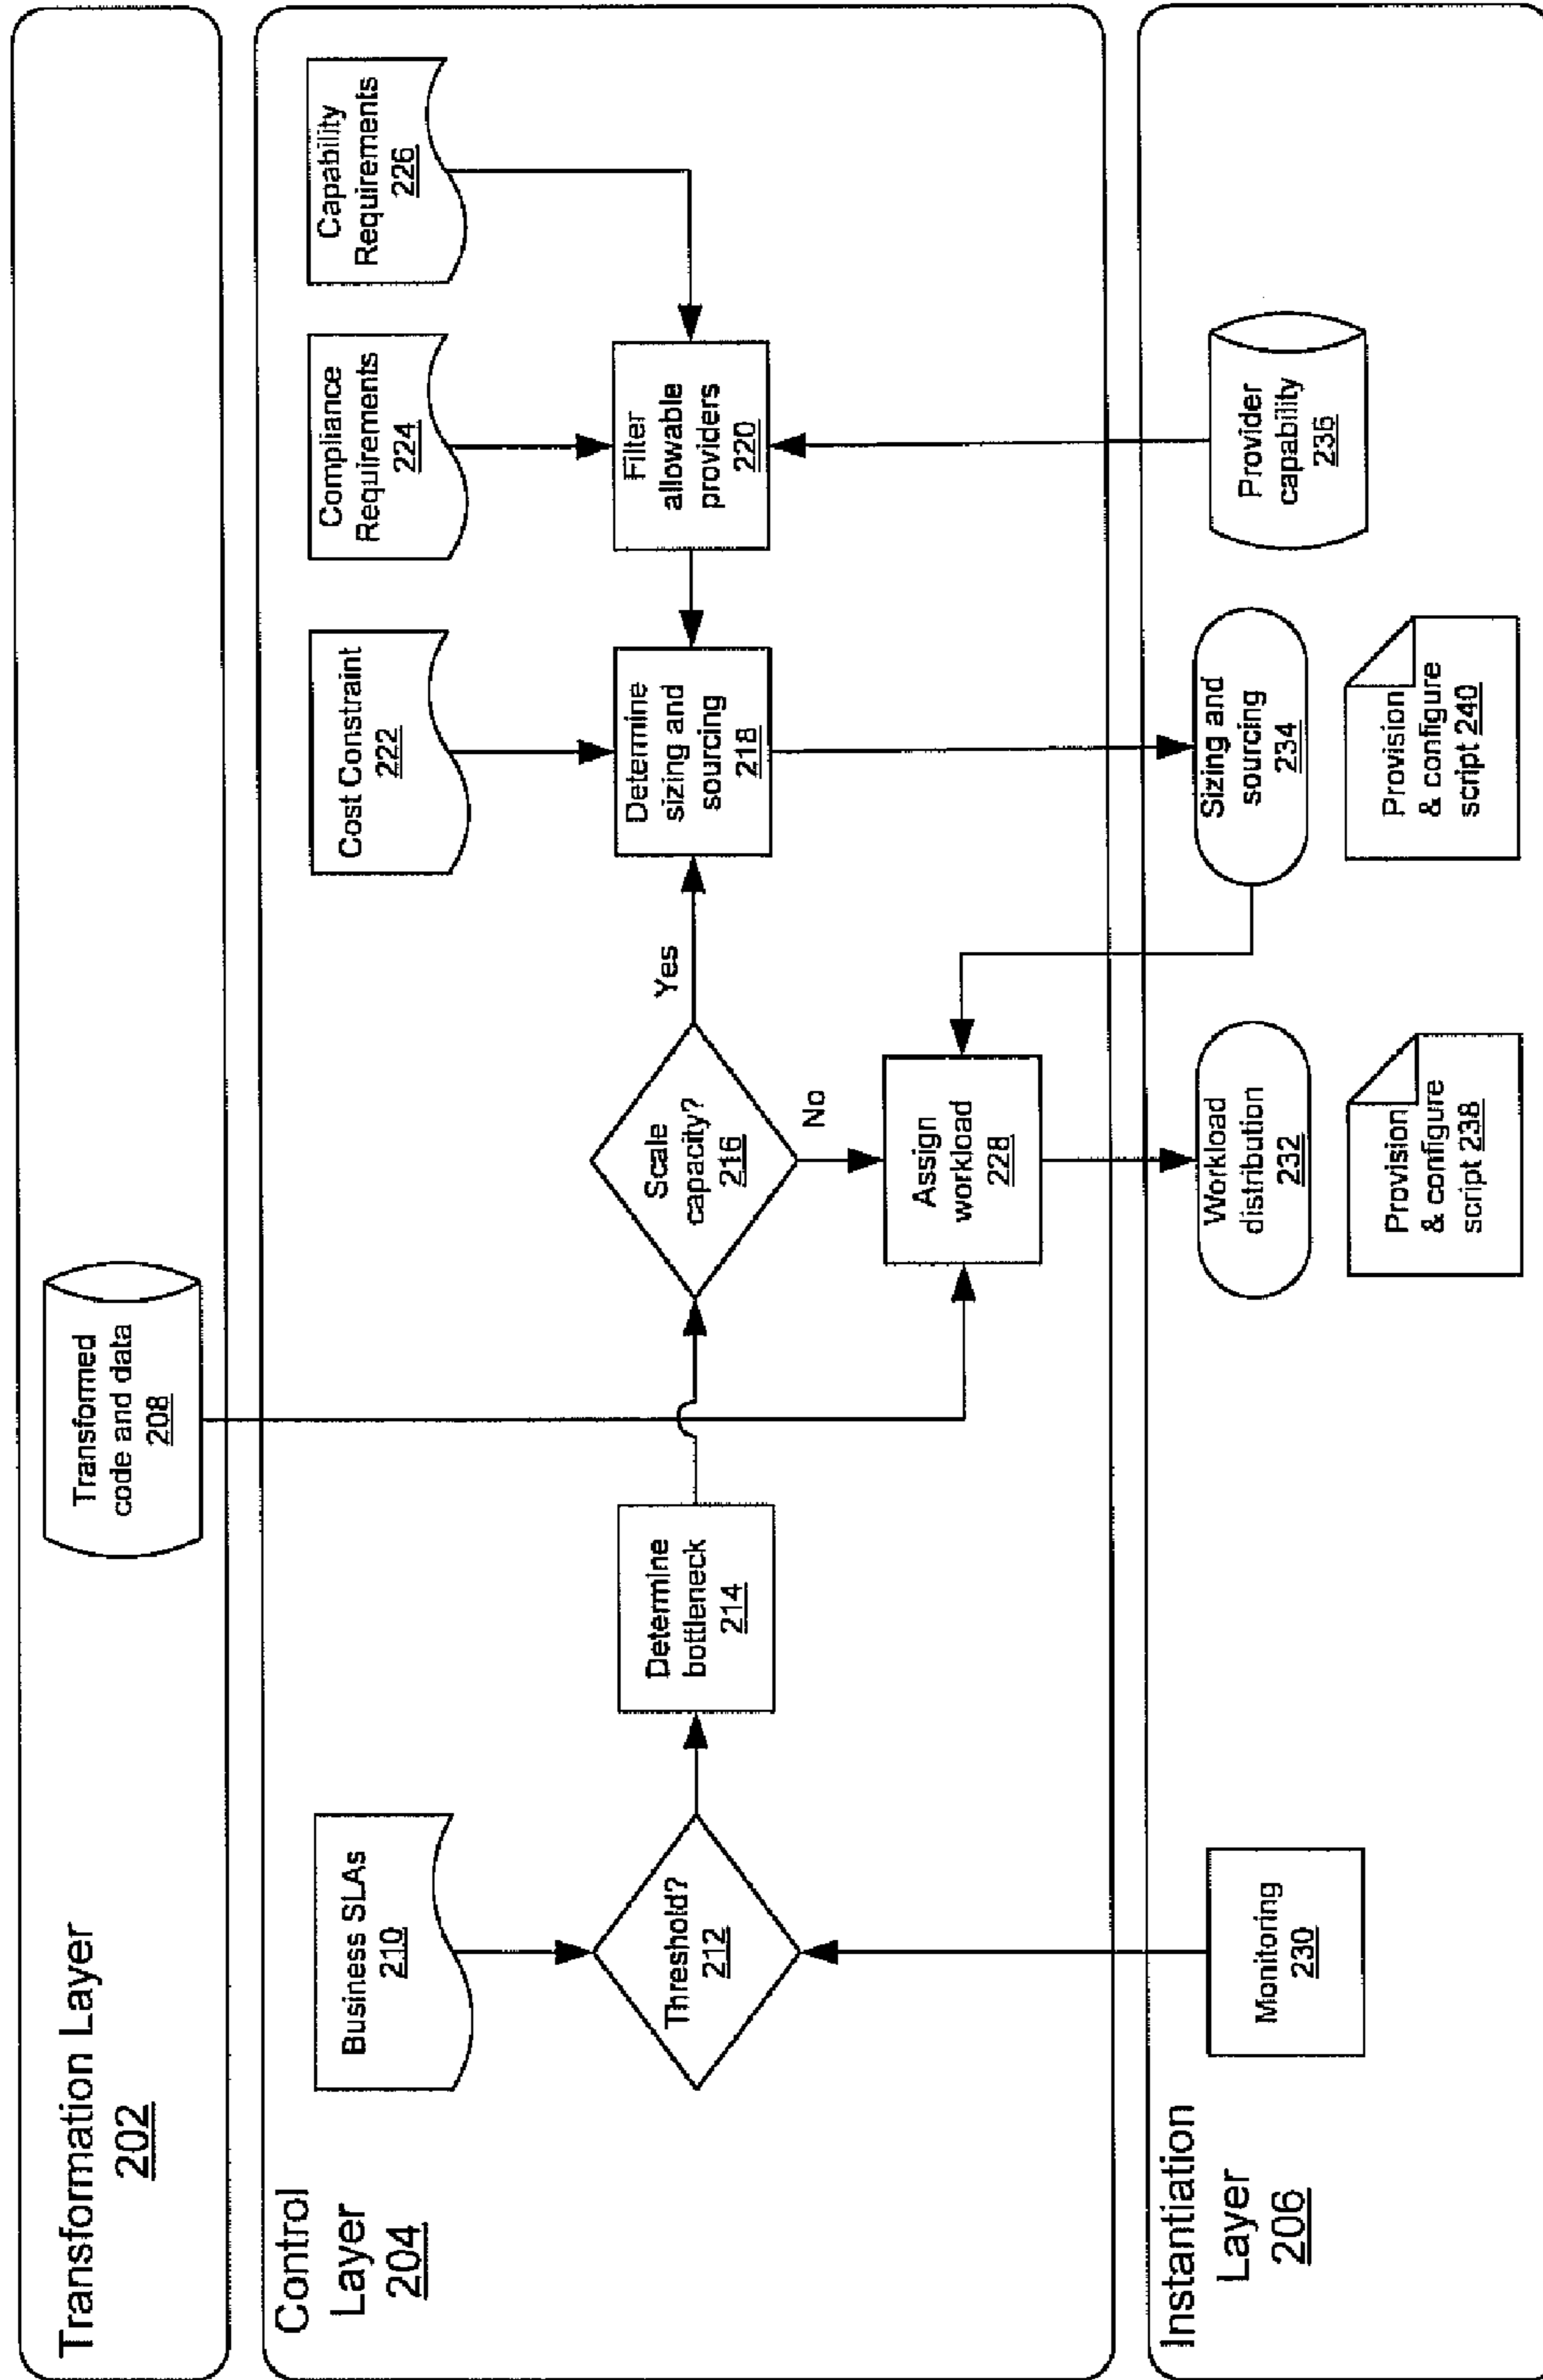 Transformation Layer
202
Transformed
code and data
208
Control
Layer
204
Business SLAs
210
Cost Constraint
222
Compliance
Requirements
224
Capability
Requirements
226
Threshold?
212
Determine
bottleneck
214
Scale
capacity?
216
Yes
No
Determine
sizing and
sourcing
218
Filter
allowable
providers
220
Assign
workload
228
Instantiation
Layer
206
Monitoring
230
Workload
distribution
232
Sizing and
sourcing
234
Provider
capability
236
Provision
& configure
script 238
Provision
& configure
script 240